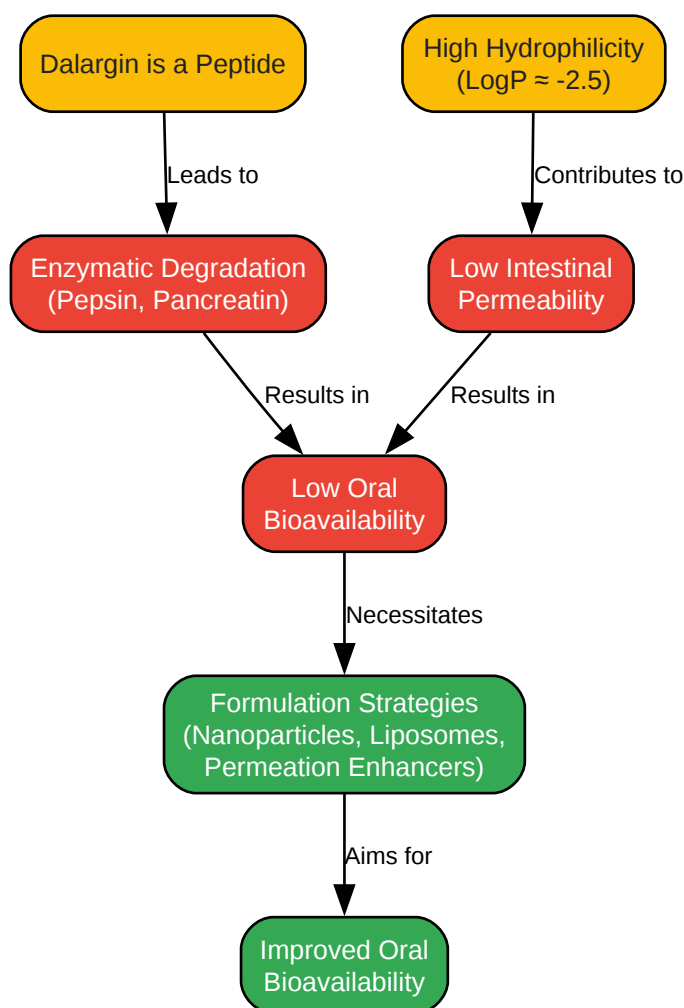 Dalargin is a Peptide
High Hydrophilicity
(LogP ≈ -2.5)
Leads to
Contributes to
Enzymatic Degradation
(Pepsin, Pancreatin)
Low Intestinal
Permeability
Results in
Results in
Low Oral
Bioavailability
Necessitates
Formulation Strategies
(Nanoparticles, Liposomes,
Permeation Enhancers)
Aims for
Improved Oral
Bioavailability